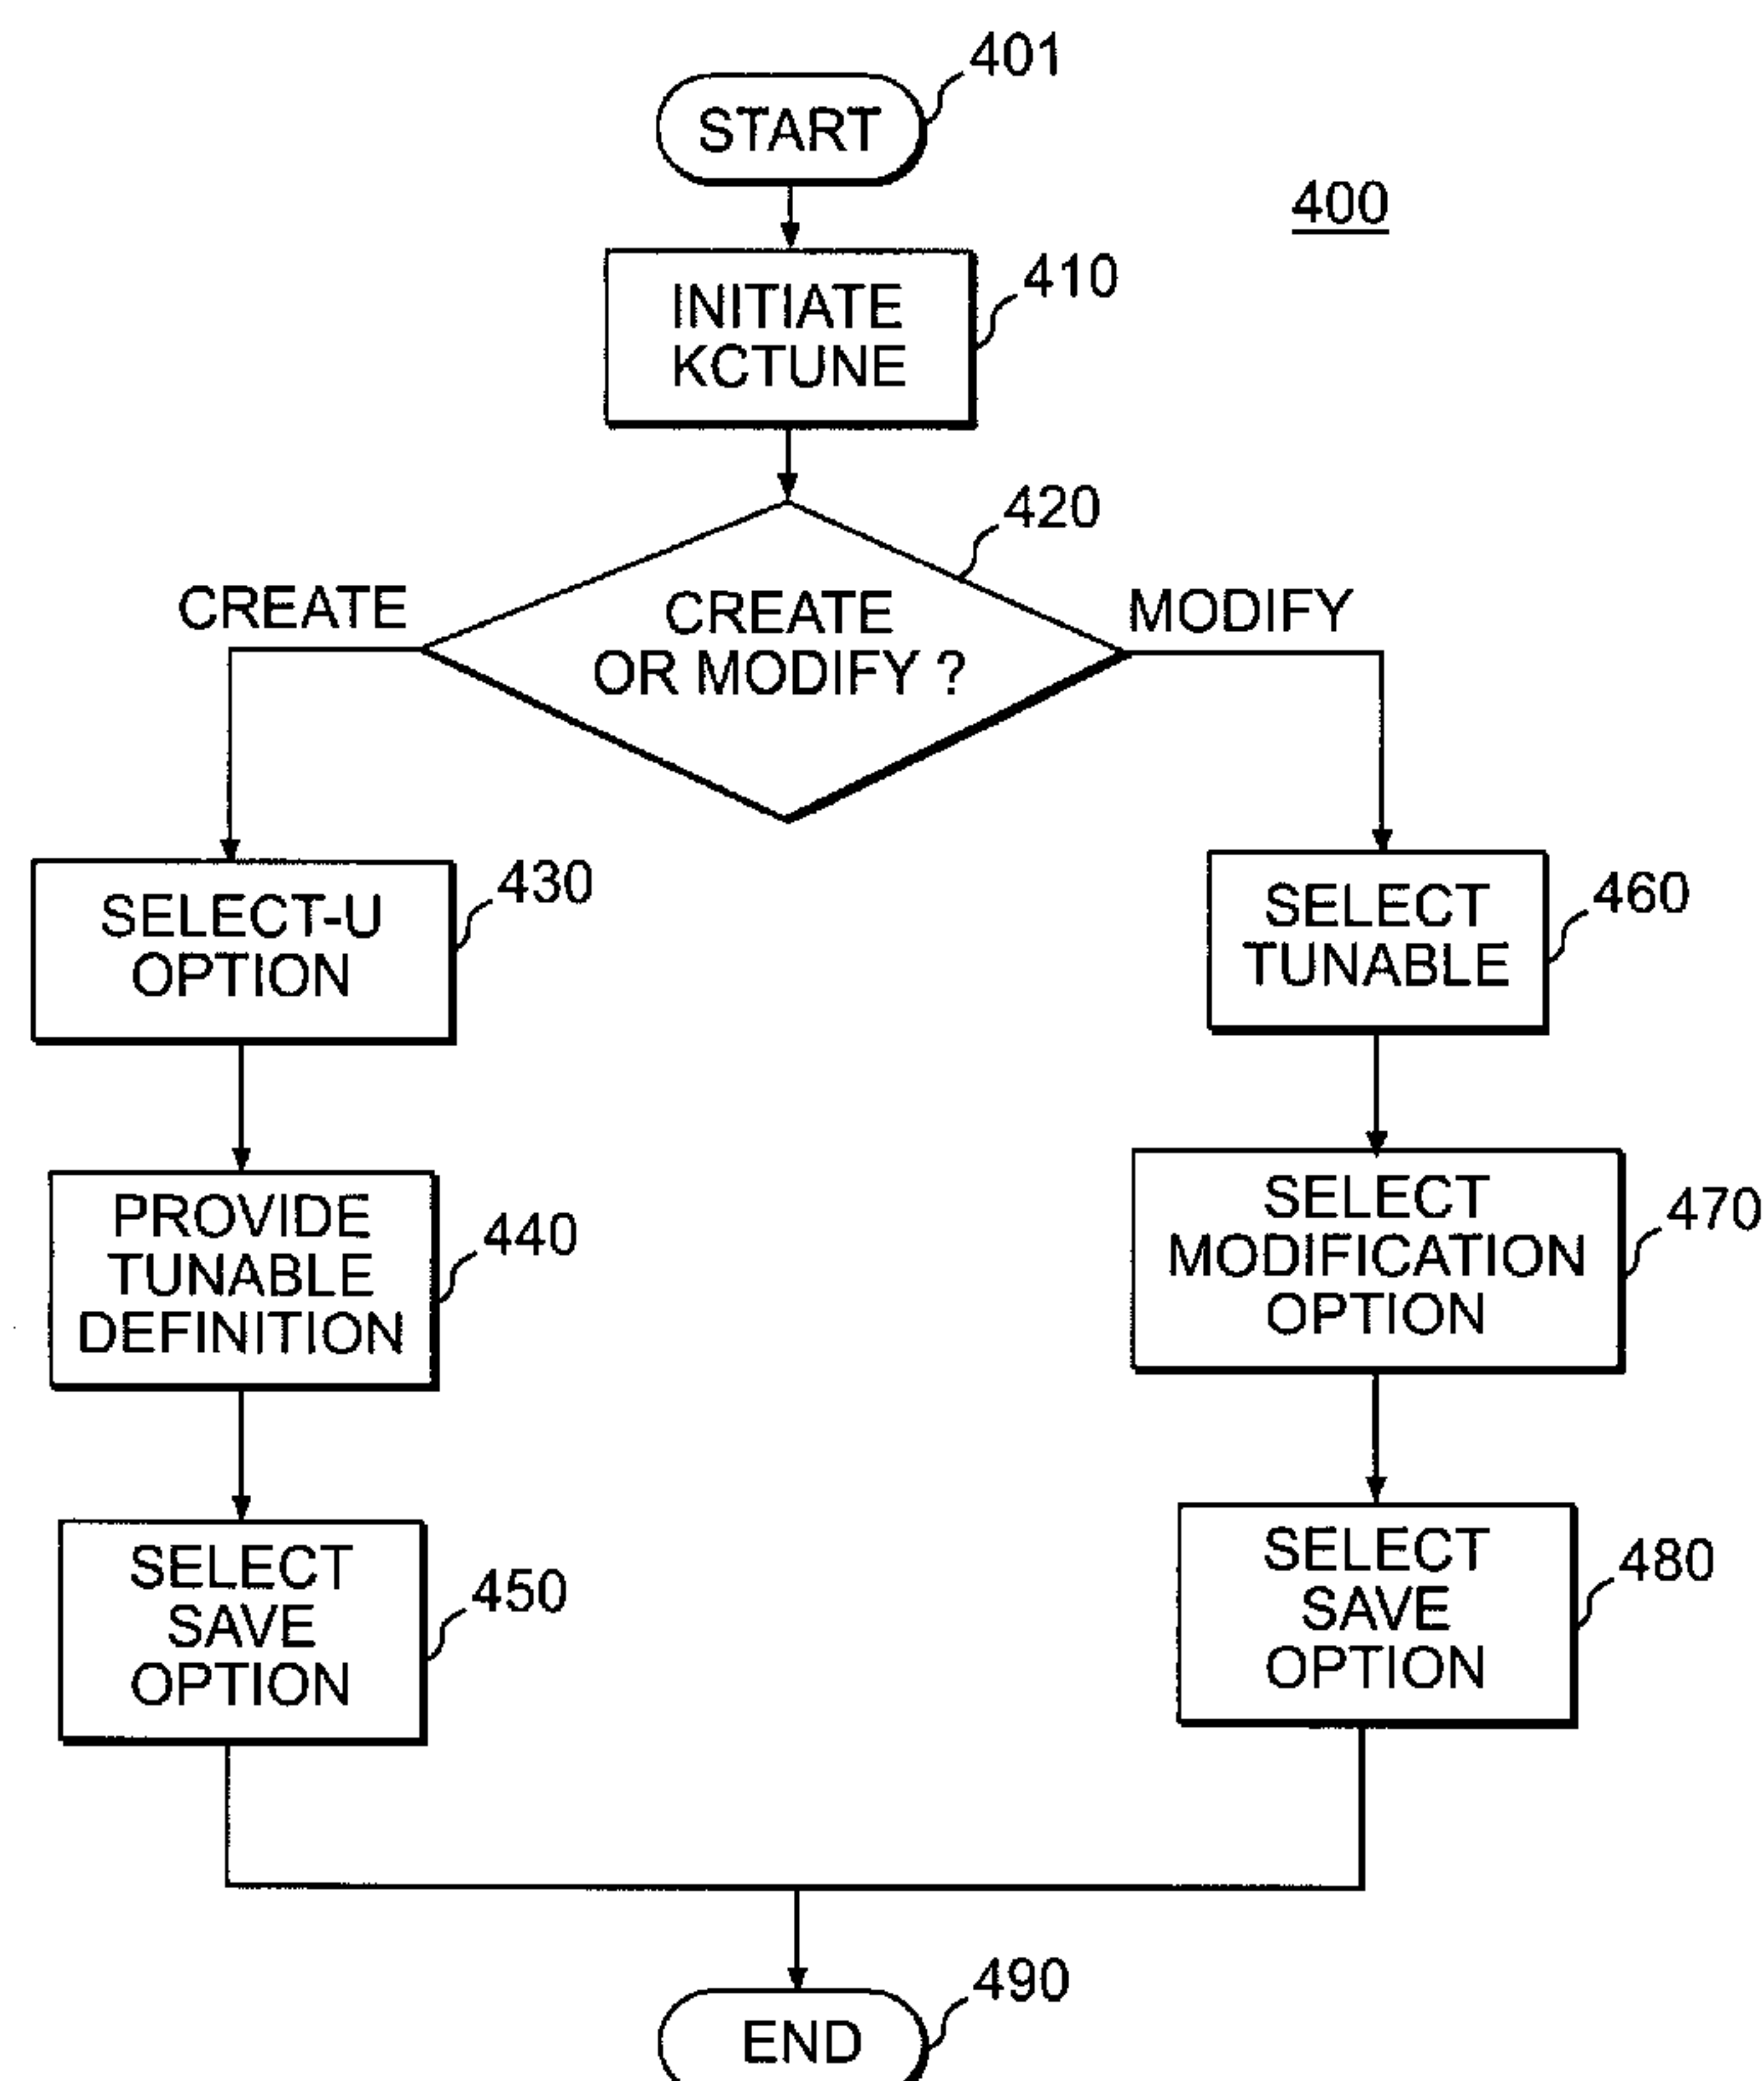 401
START
400
410
INITIATE
KCTUNE
420
CREATE
CREATE
OR MODIFY ?
MODIFY
430
SELECT-U
OPTION
460
SELECT
TUNABLE
440
PROVIDE
TUNABLE
DEFINITION
470
SELECT
MODIFICATION
OPTION
450
SELECT
SAVE
OPTION
480
SELECT
SAVE
OPTION
490
END